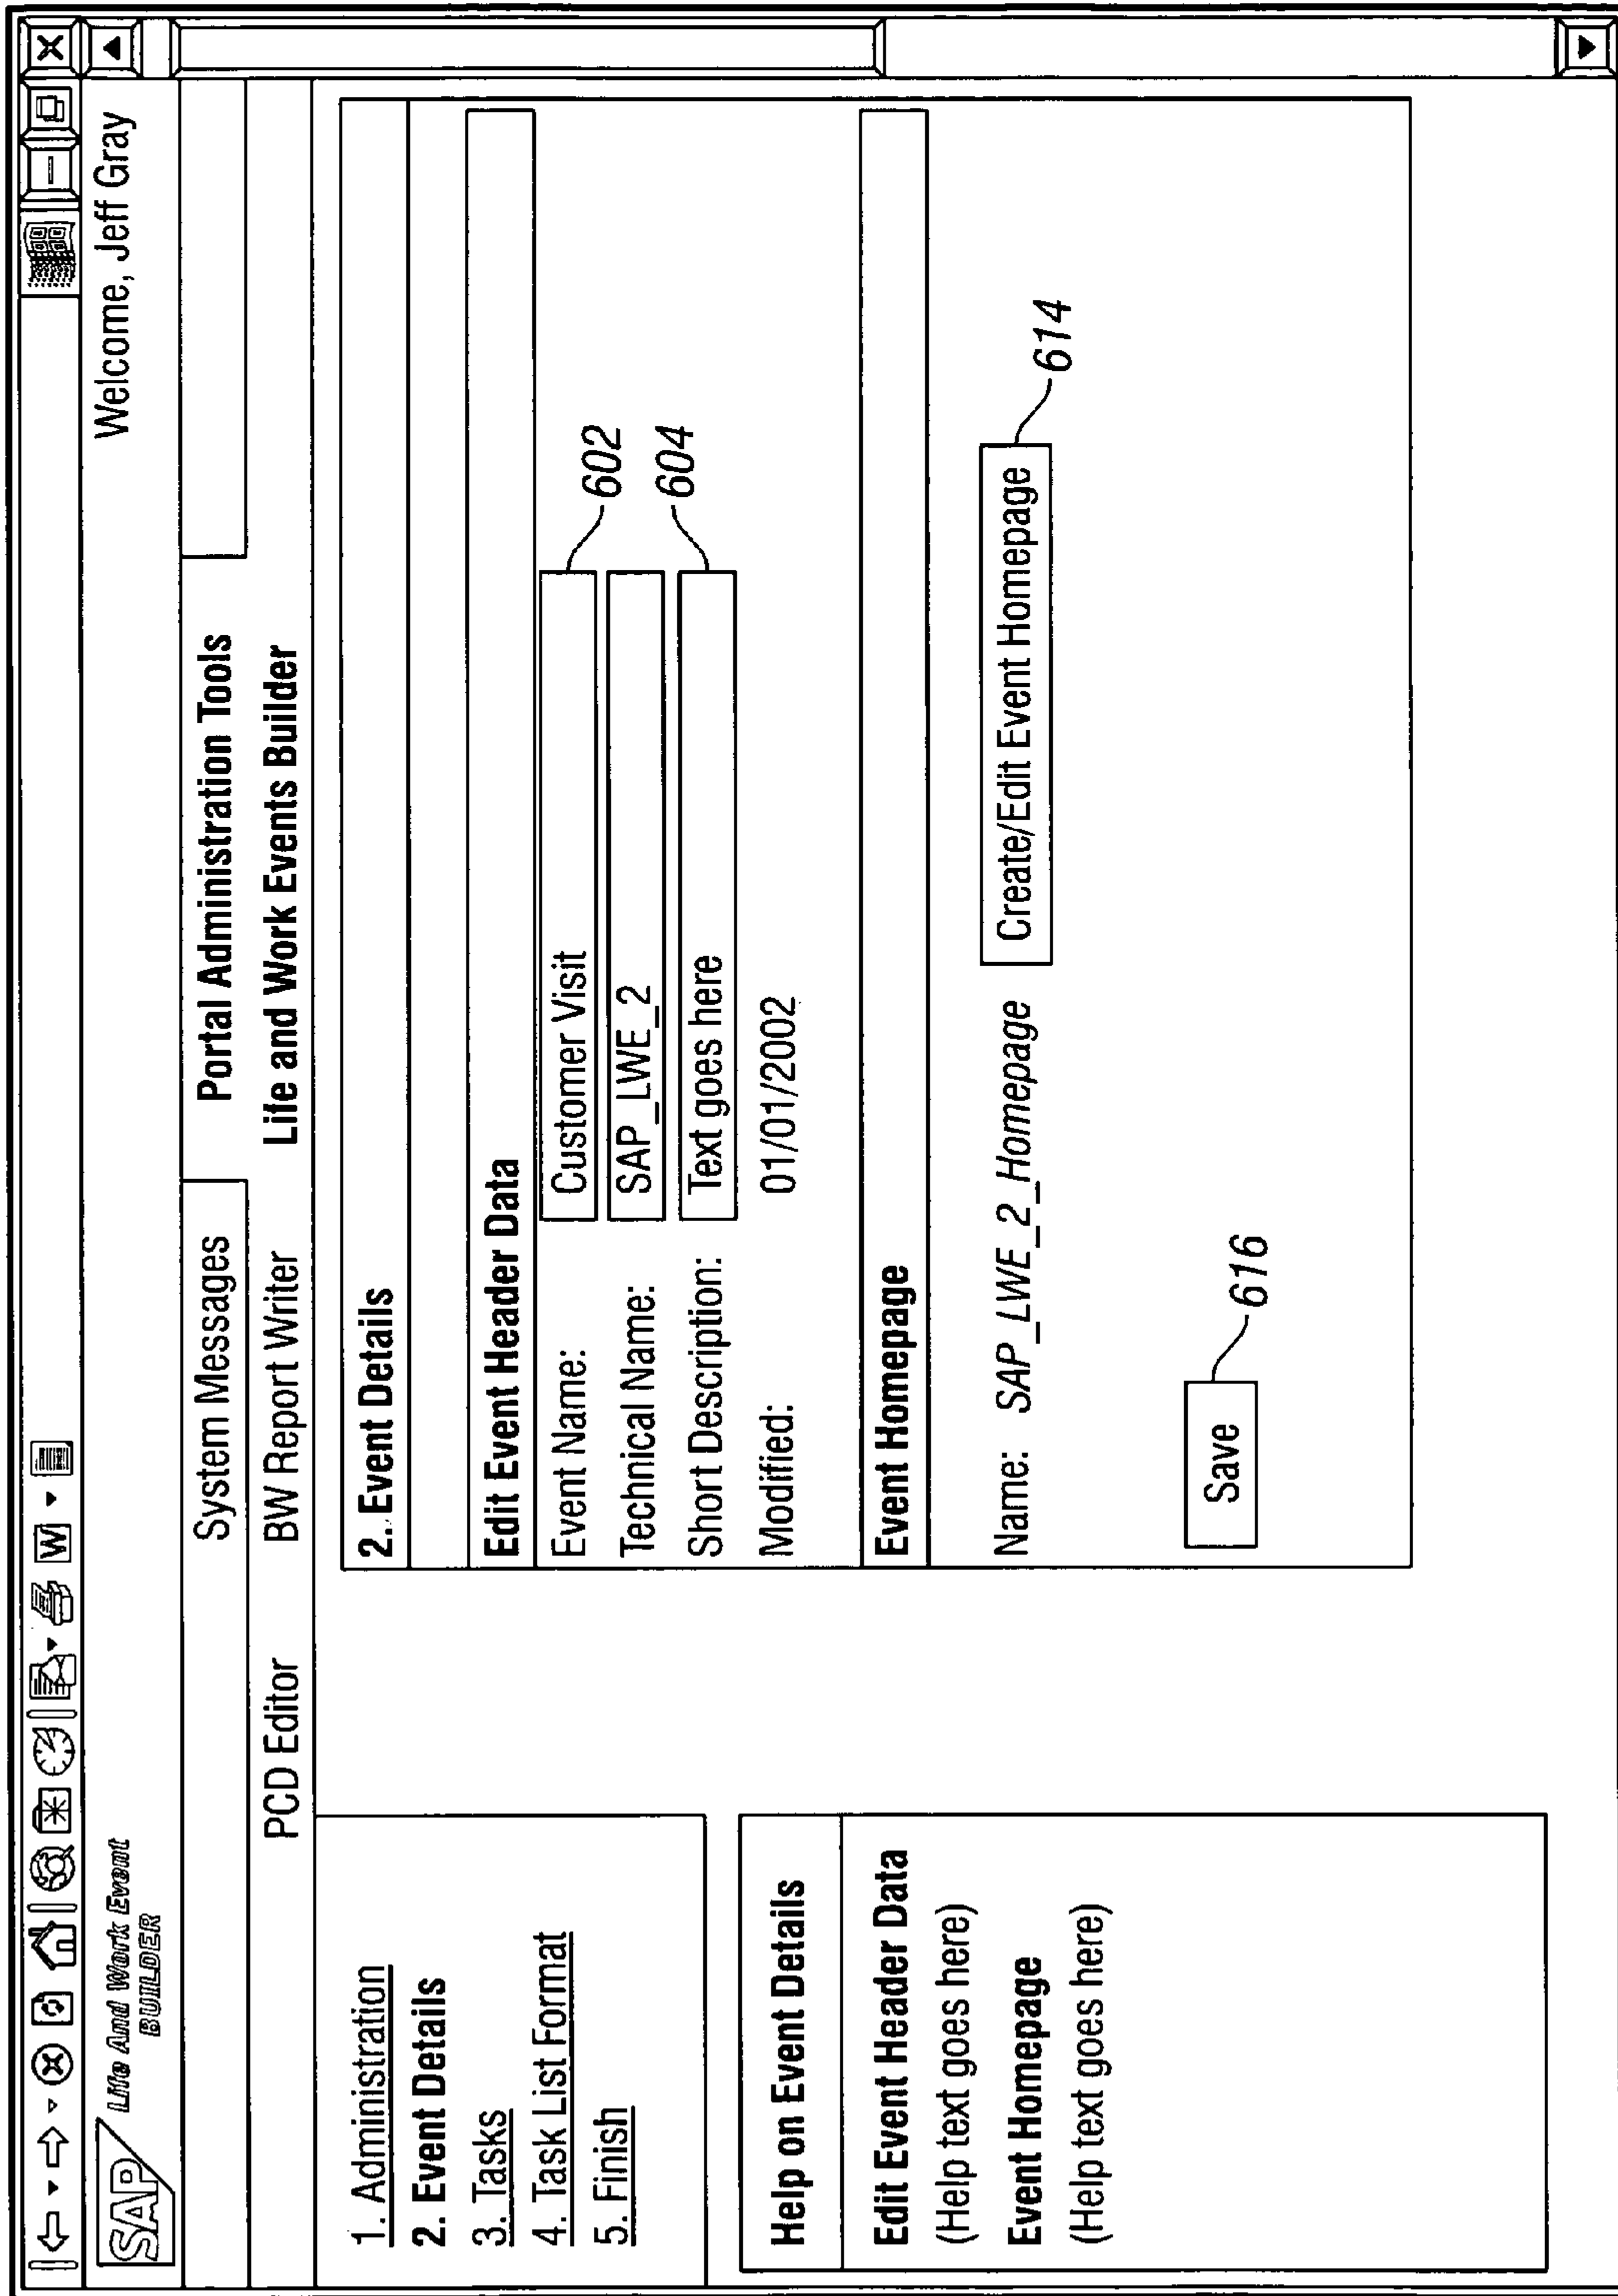 SAP
Life And Work Event
BUILDER
Welcome, Jeff Gray
System Messages
Portal Administration Tools
PCD Editor
BW Report Writer
Life and Work Events Builder
1. Administration
2. Event Details
3. Tasks
4. Task List Format
5. Finish
Help on Event Details
Edit Event Header Data
(Help text goes here)
Event Homepage
(Help text goes here)
2. Event Details
Edit Event Header Data
Event Name: Customer Visit 602
Technical Name: SAP_LWE_2
Short Description: Text goes here 604
Modified: 01/01/2002
Event Homepage
Name: SAP_LWE_2_Homepage Create/Edit Event Homepage 614
Save 616
W